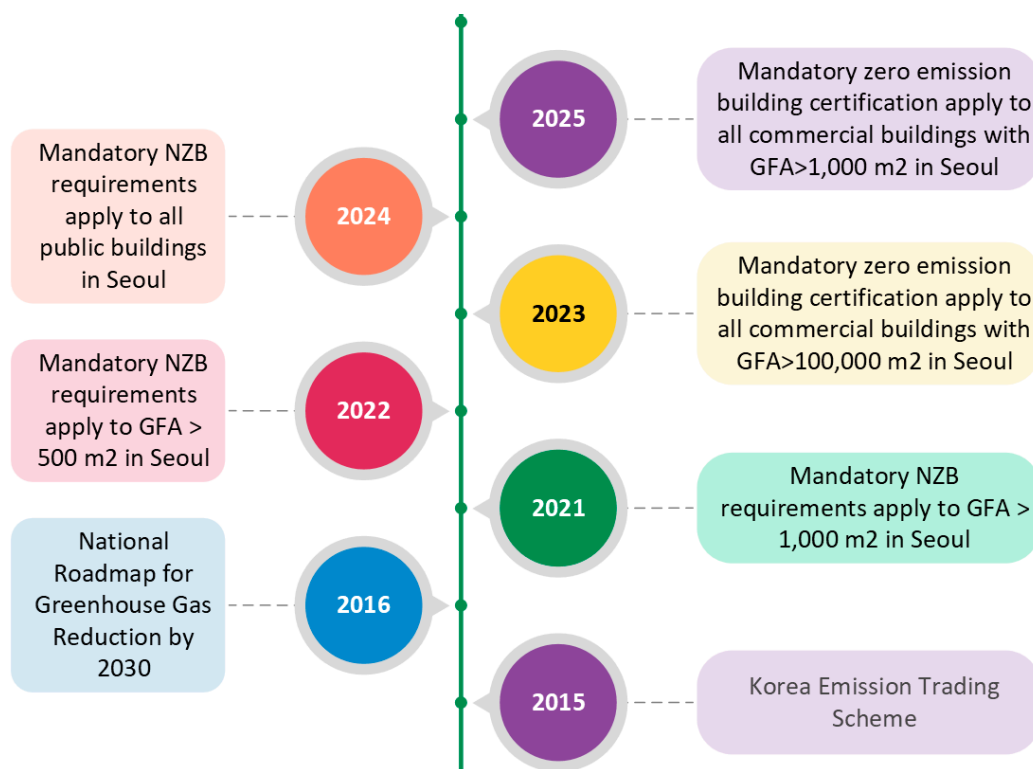 2025
Mandatory zero emission
building certification apply to
all commercial buildings with
GFA>1,000 m2 in Seoul
Mandatory NZB
requirements
apply to all
public buildings
in Seoul
2024
2023
Mandatory zero emission
building certification apply to
all commercial buildings with
GFA>100,000 m2 in Seoul
Mandatory NZB
requirements
apply to GFA >
500 m2 in Seoul
2022
2021
Mandatory NZB
requirements apply to GFA >
1,000 m2 in Seoul
National
Roadmap for
Greenhouse Gas
Reduction by
2030
2016
2015
Korea Emission Trading
Scheme